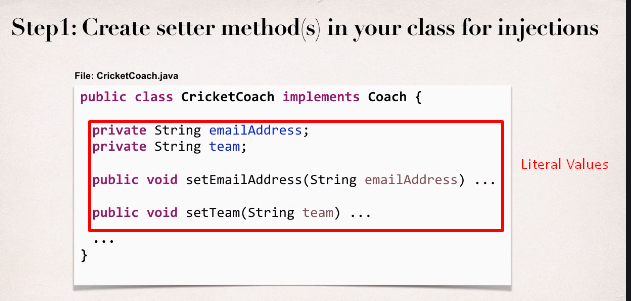 Step1: Create setter method(s) in your class for injections
File: CricketCoach.java
public class CricketCoach implements Coach {
private String emailAddress;
private String team;
Literal Values
public void setEmailAddress(String emailAddress) ...
public void setTeam(String team) ...
...
}